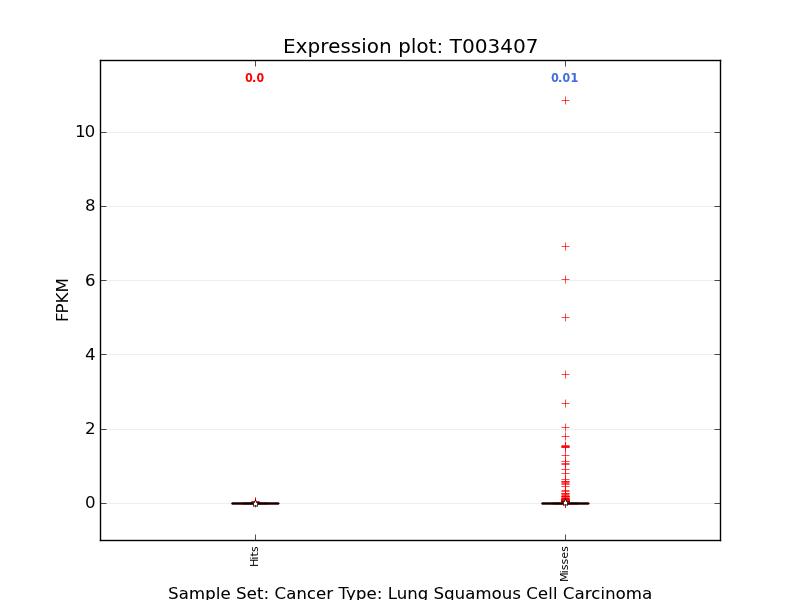 Expression plot: T003407
0.0
0.01
10
8
6
4
2
0
FPKM
Hits
Misses
Sample Set: Cancer Type: Lung Squamous Cell Carcinoma